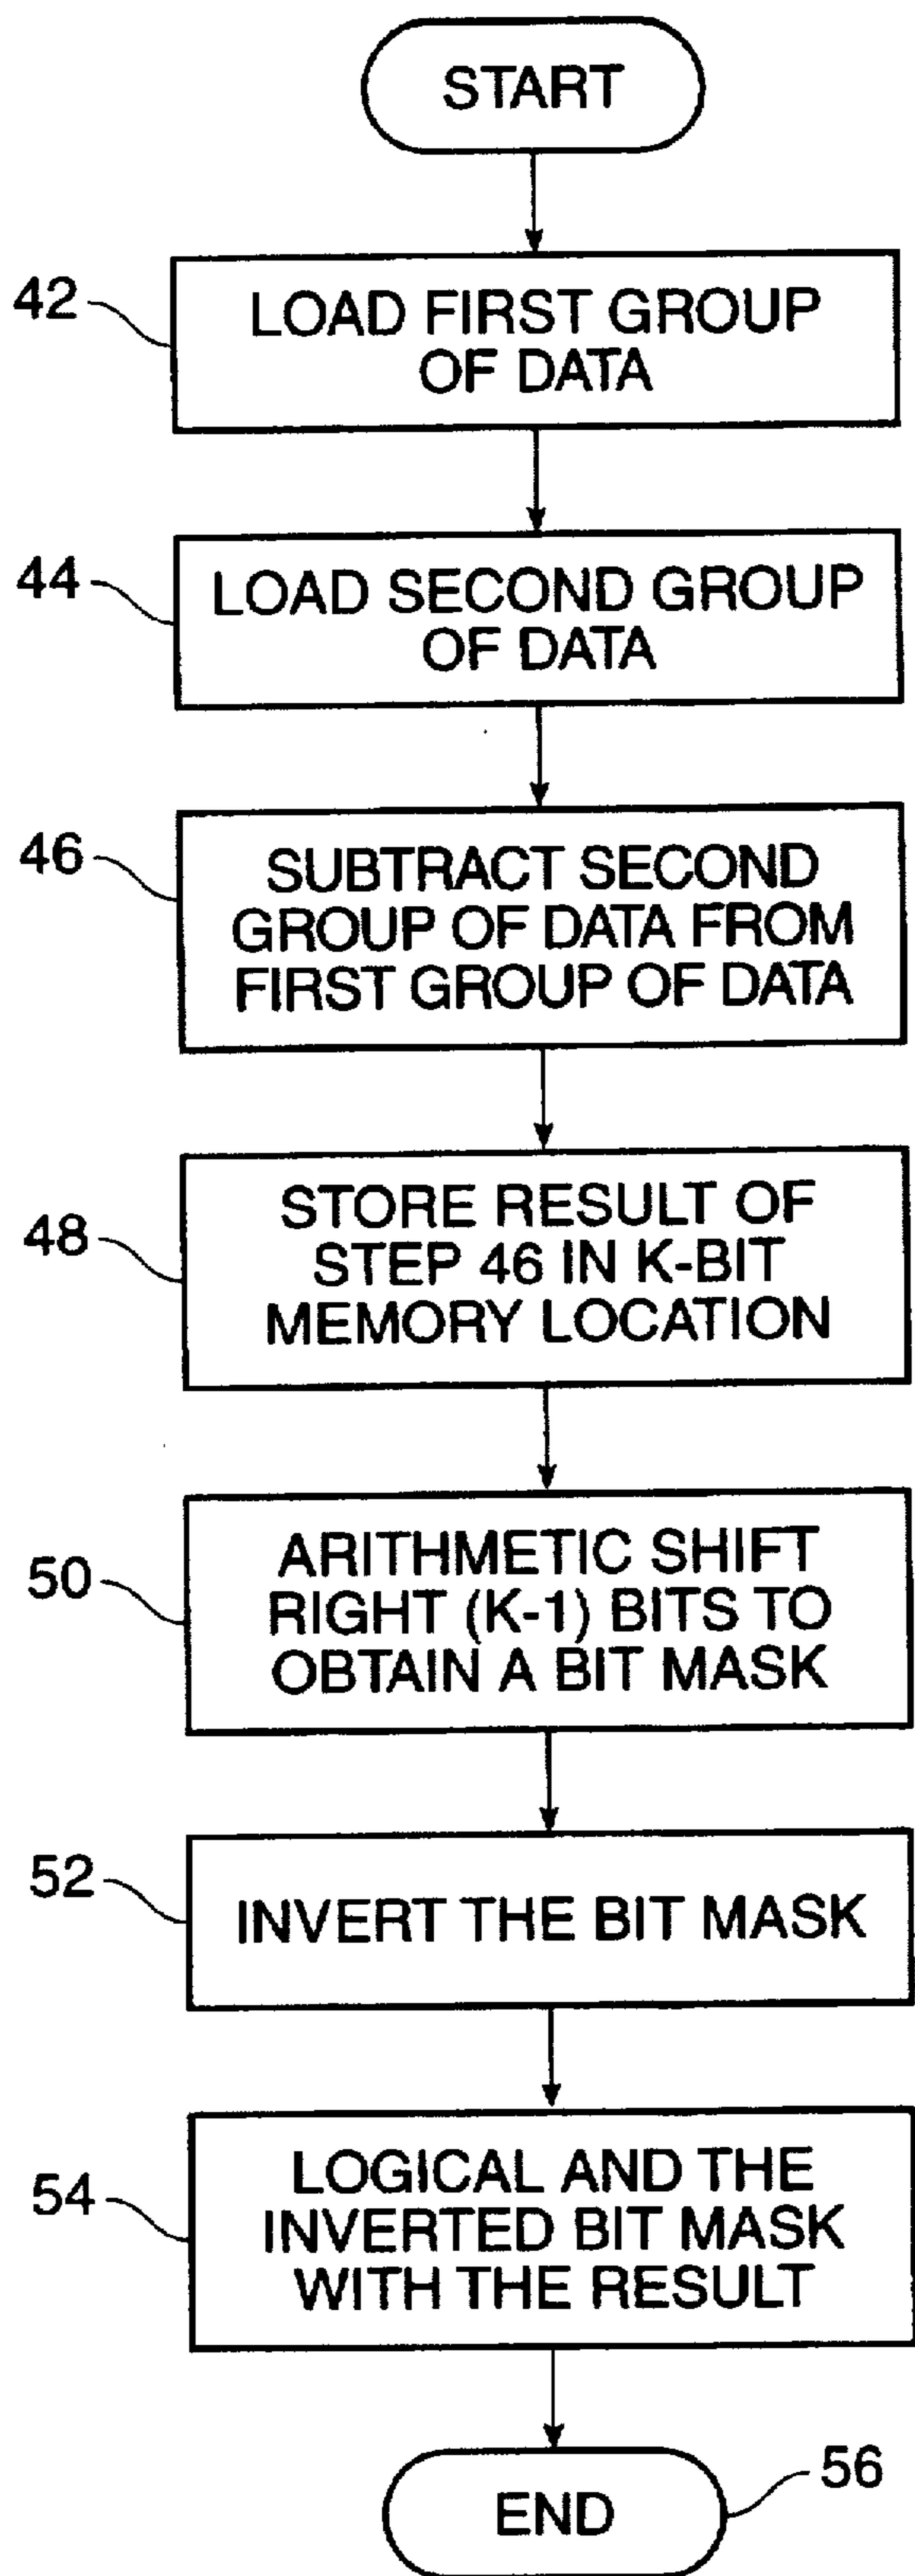 START
42
LOAD FIRST GROUP
OF DATA
44
LOAD SECOND GROUP
OF DATA
46
SUBTRACT SECOND
GROUP OF DATA FROM
FIRST GROUP OF DATA
48
STORE RESULT OF
STEP 46 IN K-BIT
MEMORY LOCATION
50
ARITHMETIC SHIFT
RIGHT (K-1) BITS TO
OBTAIN A BIT MASK
52
INVERT THE BIT MASK
54
LOGICAL AND THE
INVERTED BIT MASK
WITH THE RESULT
END
56